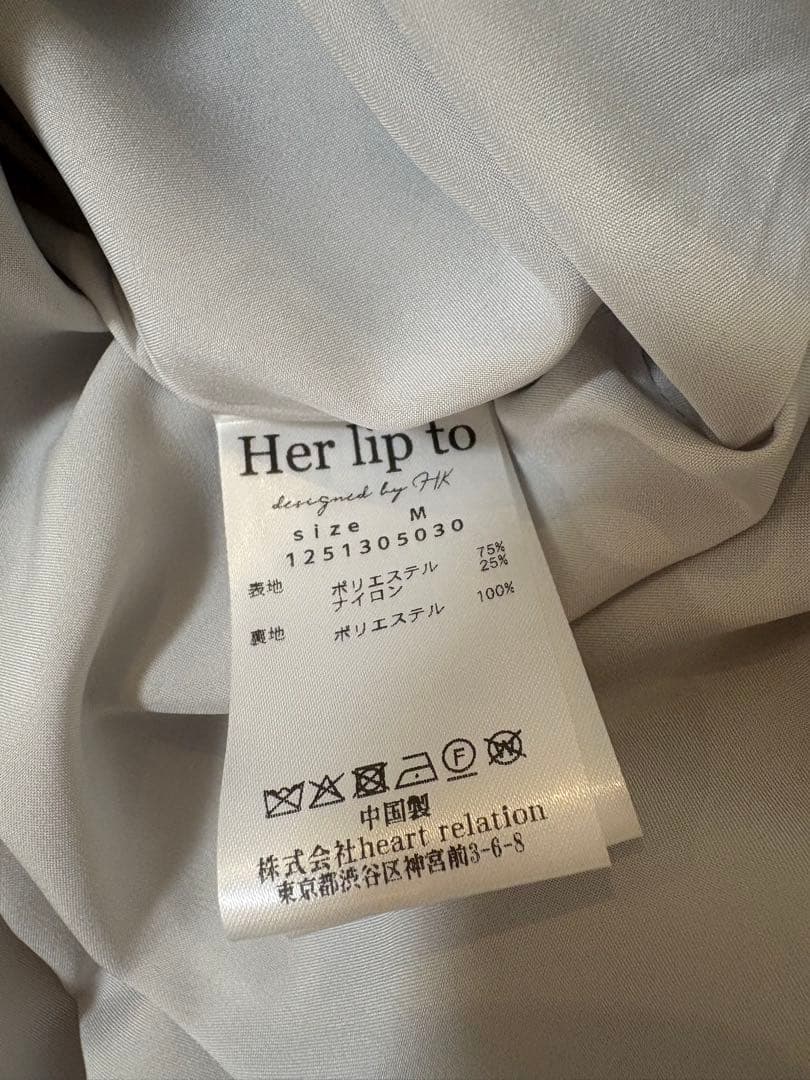 Her lip to
designed by HK
size M
1251305030
表地 ポリエステル 75%
ナイロン 25%
裏地 ポリエステル 100%
F W
中国製
株式会社heart relation
東京都渋谷区神宮前3-6-8